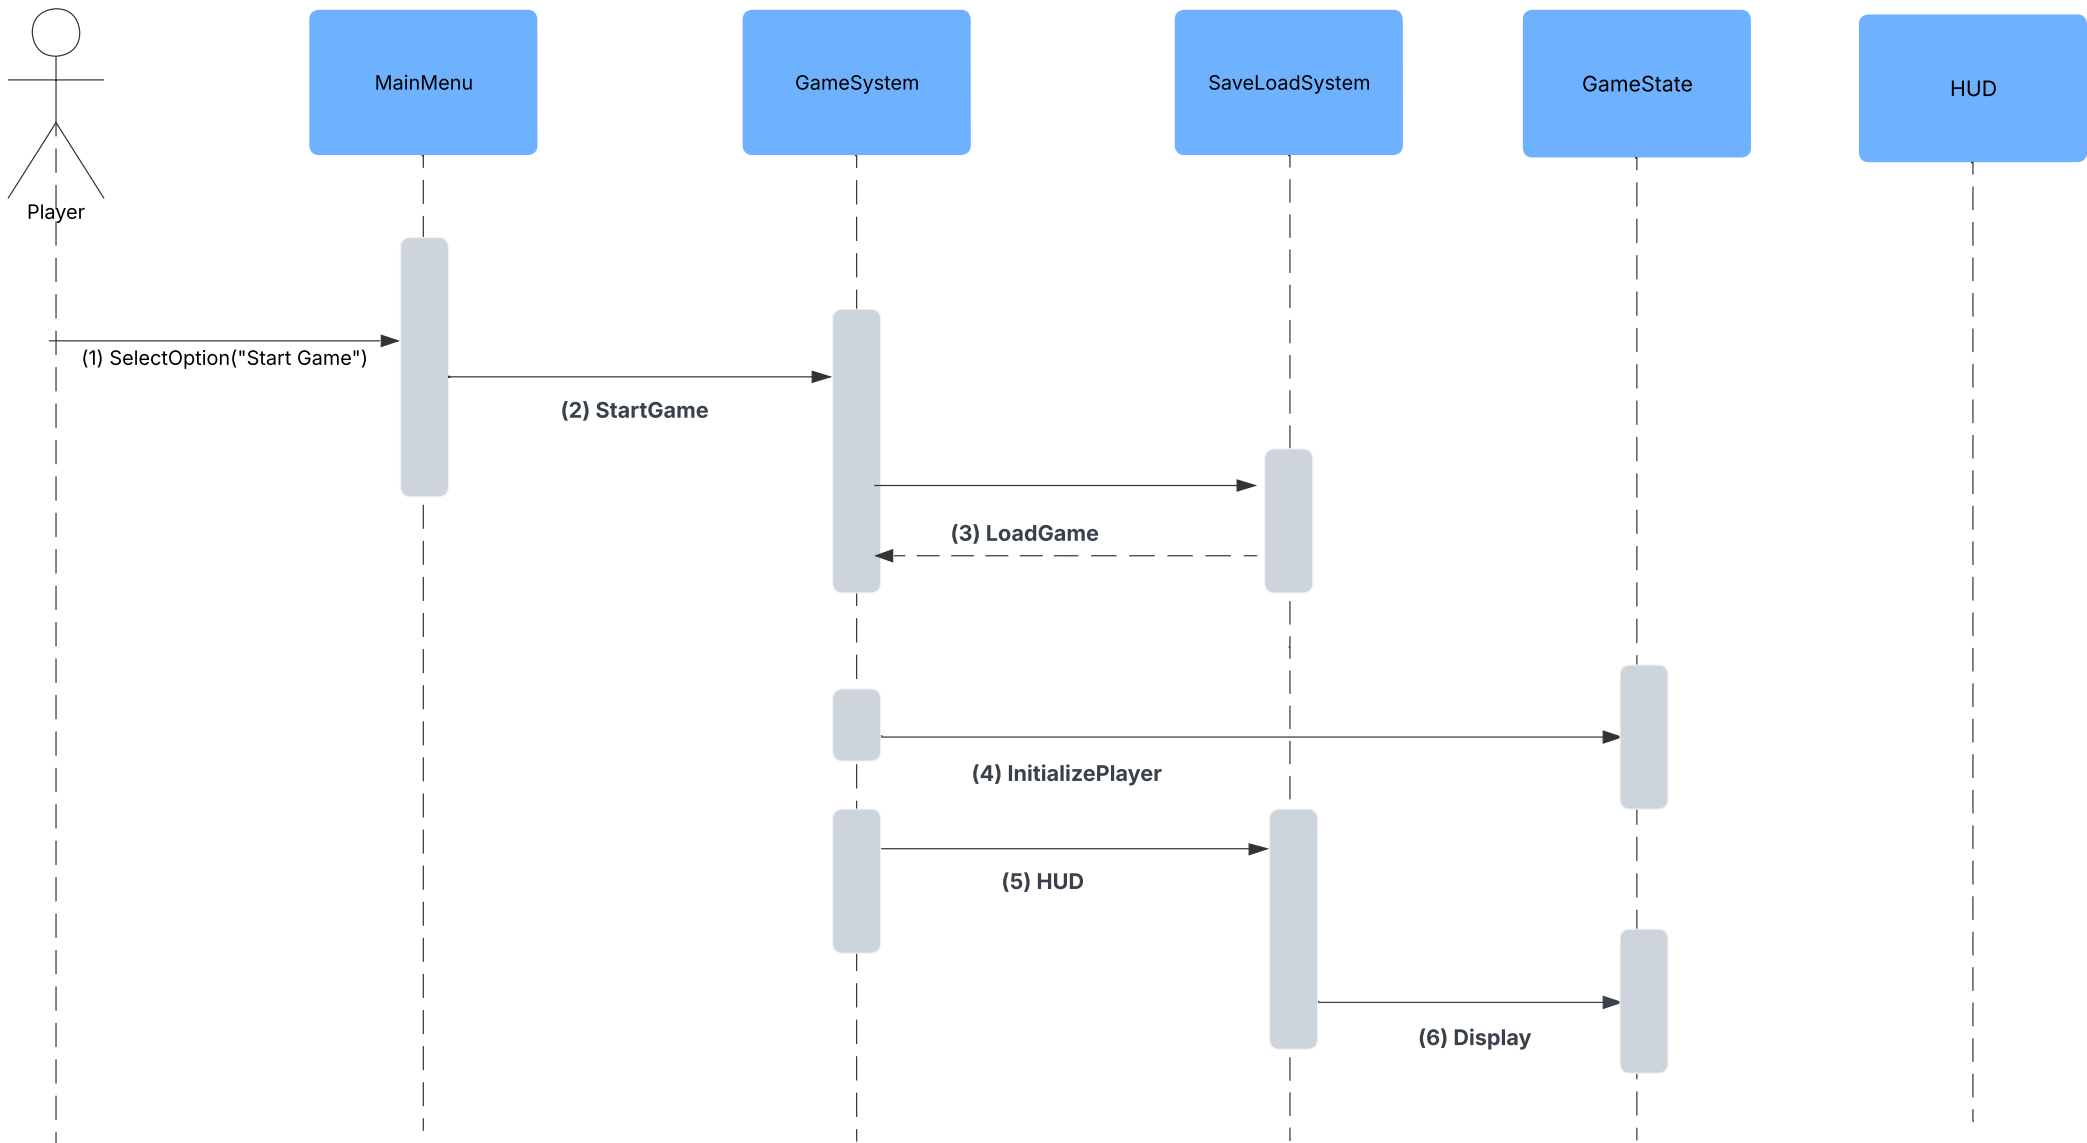 MainMenu
GameSystem
SaveLoadSystem
GameState
HUD
Player
(1) SelectOption("Start Game")
(2) StartGame
(3) LoadGame
(4) InitializePlayer
(5) HUD
(6) Display